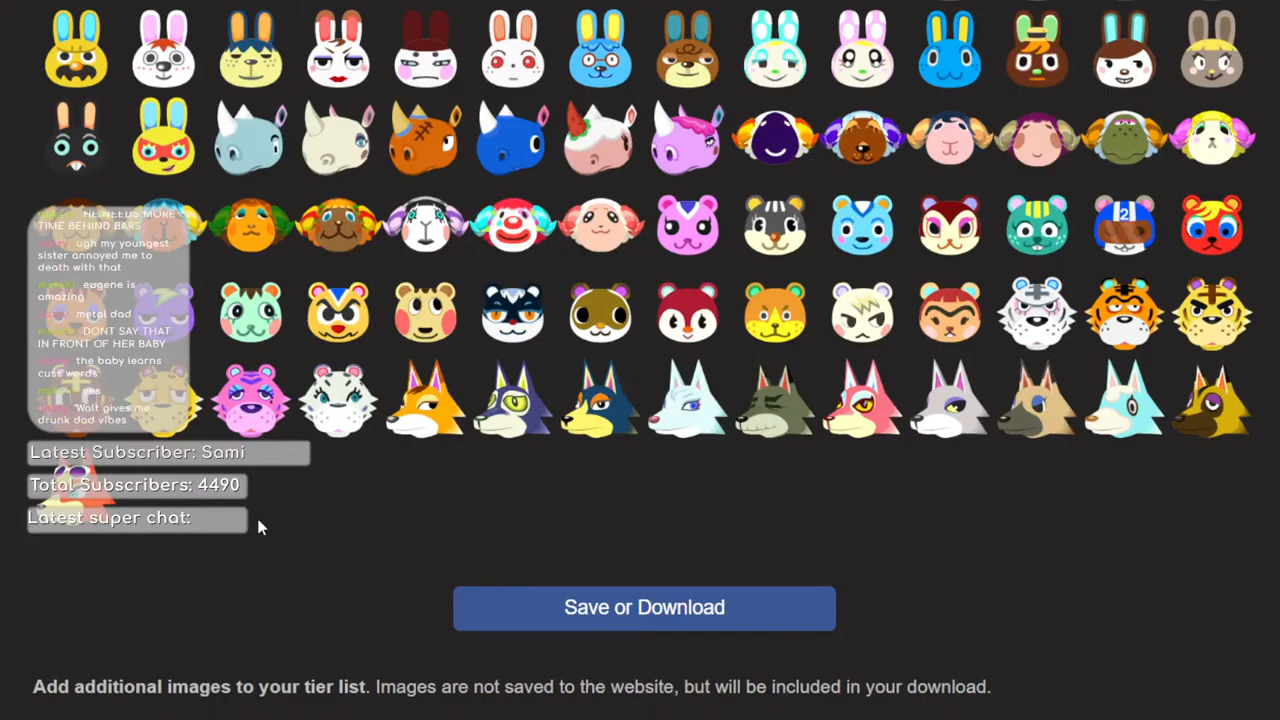 HE NEEDS MORE
TIME BEHIND BARS
ugh my youngest
sister annoyed me to
death with that
eugene is
amazing
metal dad
DONT SAY THAT
IN FRONT OF HER BABY
the baby learns
cuss words
yes
Walt gives me
drunk dad vibes
Latest Subscriber: Sami
Total Subscribers: 4490
Latest super chat:
2
Save or Download
Add additional images to your tier list. Images are not saved to the website, but will be included in your download.